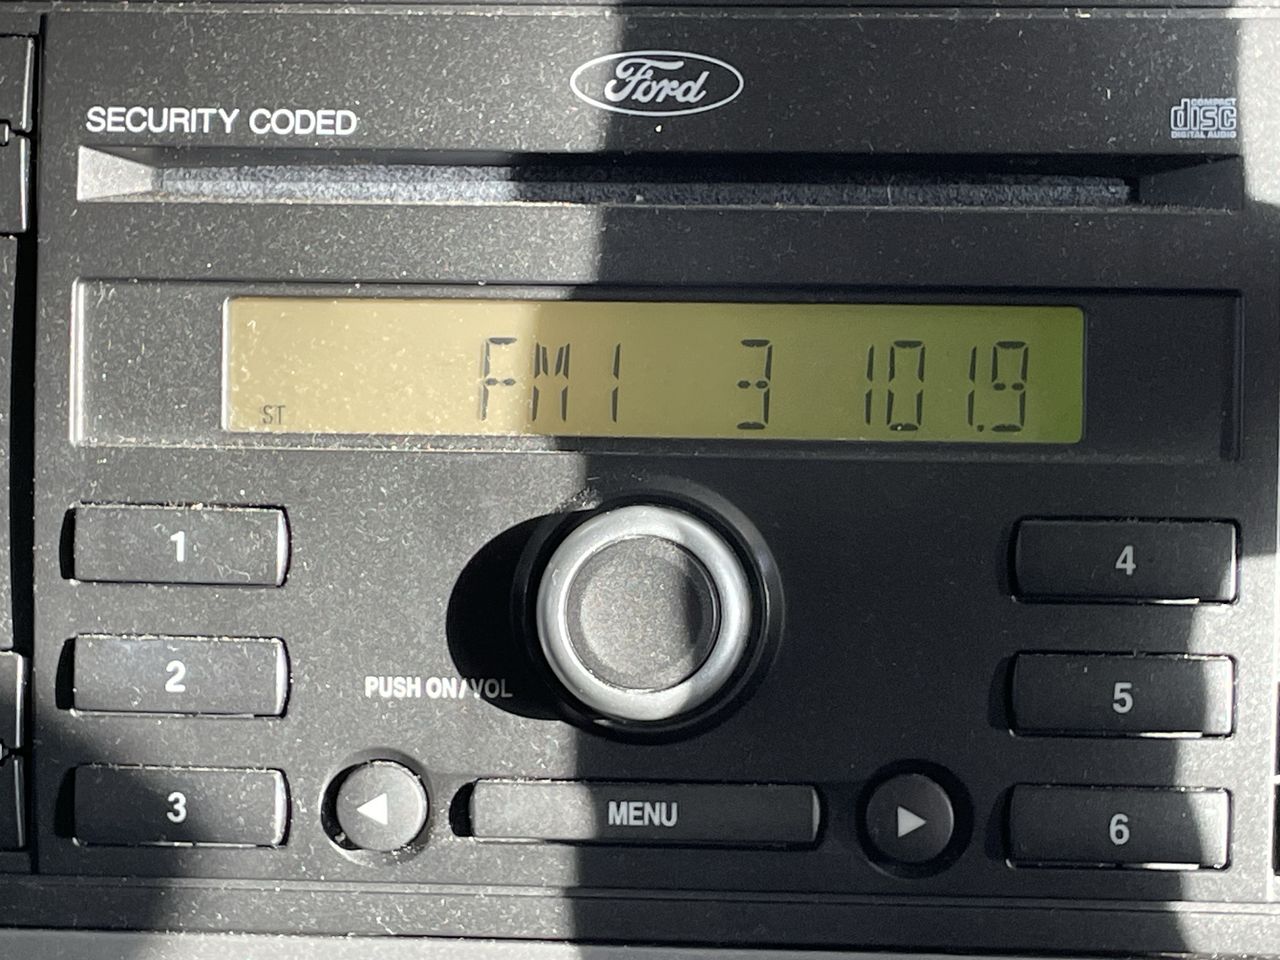 Ford
SECURITY CODED
COMPACT
disc
DIGITAL AUDIO
FM1 3 101.9
ST
1
4
2
5
PUSH ON/VOL
3
MENU
6